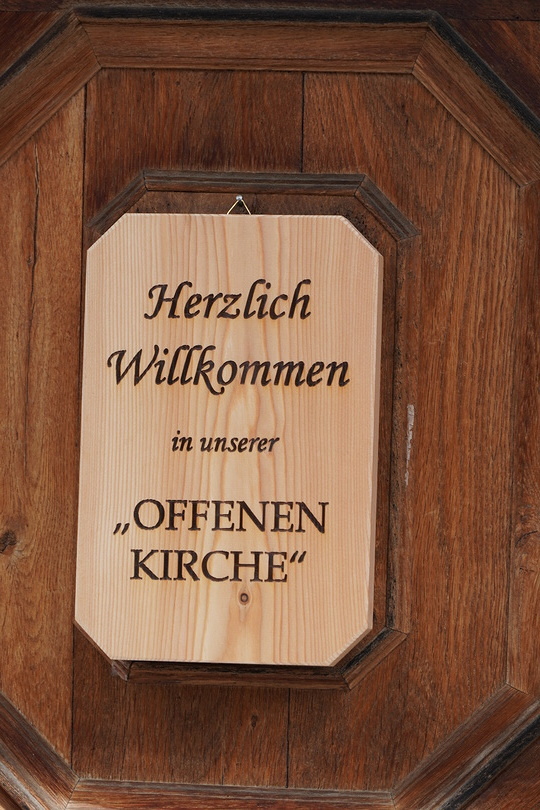 Herzlich
Willkommen
in unserer
„OFFENEN
KIRCHE“